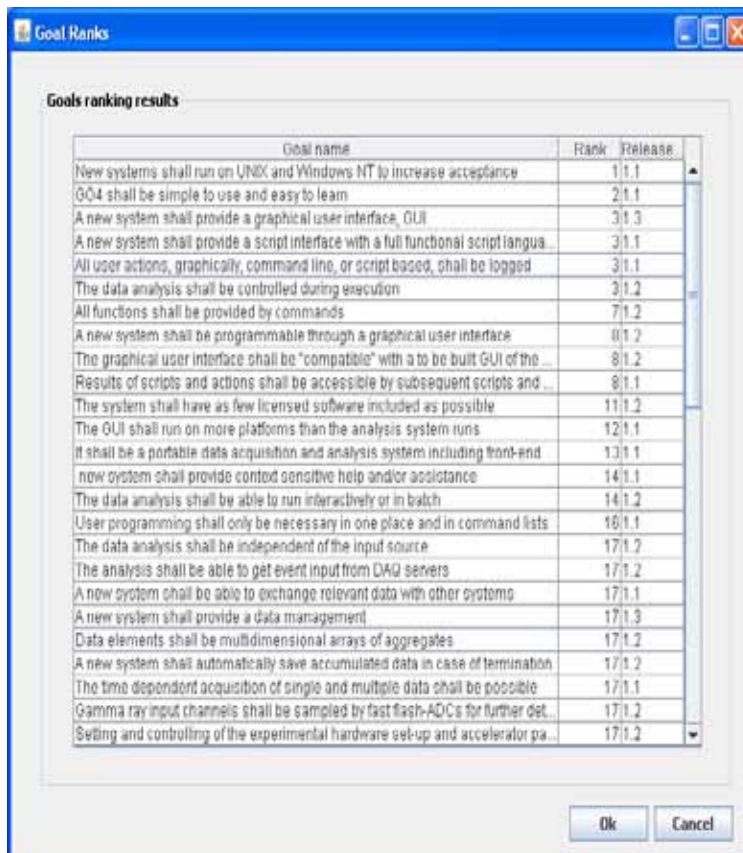 Goal Ranks
Goals ranking results
Goal name Rank Release
New systems shall run on UNIX and Windows NT to increase acceptance 1 1.1
GO4 shall be simple to use and easy to learn 2 1.1
A new system shall provide a graphical user interface, GUI 3 1.3
A new system shall provide a script interface with a full functional script langua... 3 1.1
All user actions, graphically, command line, or script based, shall be logged 3 1.1
The data analysis shall be controlled during execution 3 1.2
All functions shall be provided by commands 7 1.2
A new system shall be programmable through a graphical user interface 8 1.2
The graphical user interface shall be "compatible" with a to be built GUI of the ... 8 1.2
Results of scripts and actions shall be accessible by subsequent scripts and ... 8 1.1
The system shall have as few licensed software included as possible 11 1.2
The GUI shall run on more platforms than the analysis system runs 12 1.1
It shall be a portable data acquisition and analysis system including front-end 13 1.1
new system shall provide context sensitive help and/or assistance 14 1.1
The data analysis shall be able to run interactively or in batch 14 1.2
User programming shall only be necessary in one place and in command lists 16 1.1
The data analysis shall be independent of the input source 17 1.2
The analysis shall be able to get event input from DAQ servers 17 1.2
A new system shall be able to exchange relevant data with other systems 17 1.1
A new system shall provide a data management 17 1.3
Data elements shall be multidimensional arrays of aggregates 17 1.2
A new system shall automatically save accumulated data in case of termination 17 1.2
The time dependent acquisition of single and multiple data shall be possible 17 1.1
Gamma ray input channels shall be sampled by fast flash-ADCs for further det... 17 1.2
Setting and controlling of the experimental hardware set-up and accelerator pa... 17 1.2
Ok Cancel